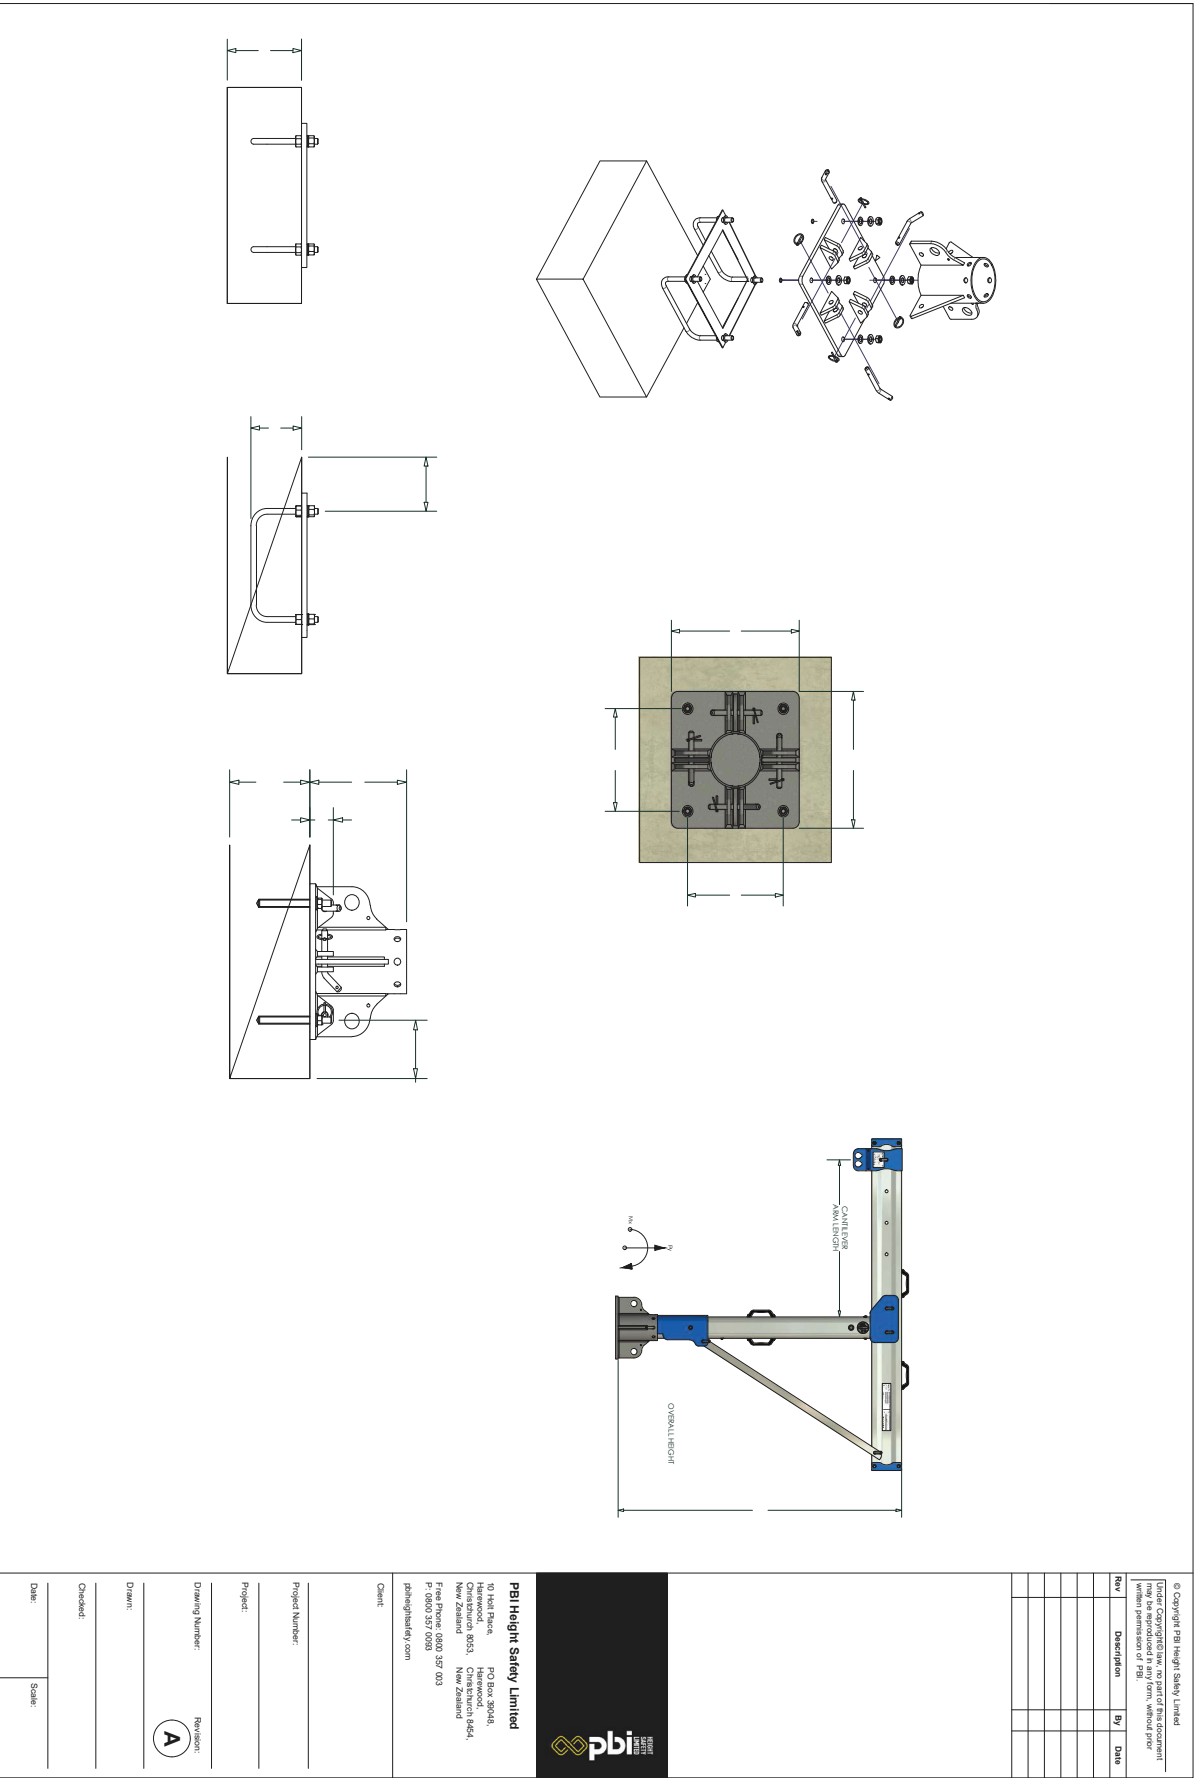 CANTILEVER
ARM LENGTH
Mx
Py
OVERALL HEIGHT
© Copyright PBI Height Safety Limited
Under Copyright© law, no part of this document
may be reproduced in any form, without prior
written permission of PBI.
Rev Description By Date
HEIGHT
SAFETY
LIMITED
pbi
PBI Height Safety Limited
10 Holt Place, PO Box 39048,
Harewood, Harewood,
Christchurch 8053, Christchurch 8454,
New Zealand New Zealand
Free Phone: 0800 357 003
P: 0800 357 0093
pbiheightsafety.com
Client:
Project Number:
Project:
Drawing Number: Revision:
A
Drawn:
Checked:
Date: Scale: